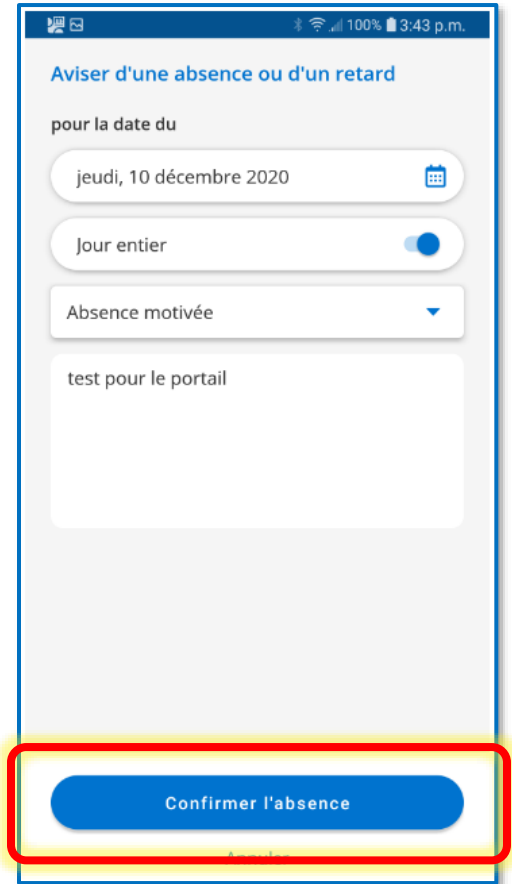 100% 3:43 p.m.
Aviser d'une absence ou d'un retard
pour la date du
jeudi, 10 décembre 2020
Jour entier
Absence motivée
test pour le portail
Confirmer l'absence
Annuler